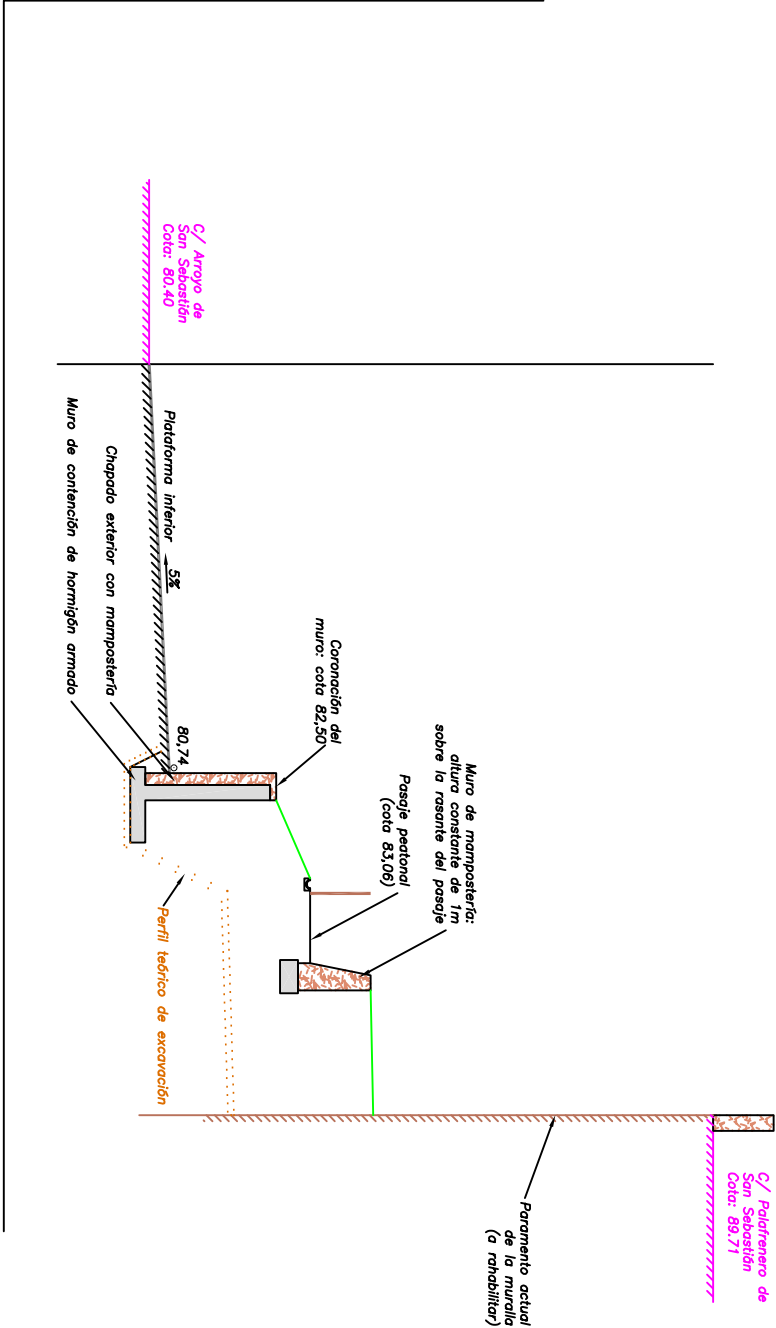 C/ Arroyo de
San Sebastián
Cota: 80.40
Plataforma inferior
5%
Chapado exterior con mampostería
Muro de contención de hormigón armado
80,74
Coronación del
muro: cota 82,50
Muro de mampostería:
altura constante de 1m
sobre la rasante del pasaje
Pasaje peatonal
(cota 83,06)
Perfil teórico de excavación
C/ Palafrenero de
San Sebastián
Cota: 89.71
Paramento actual
de la muralla
(a rahabilitar)